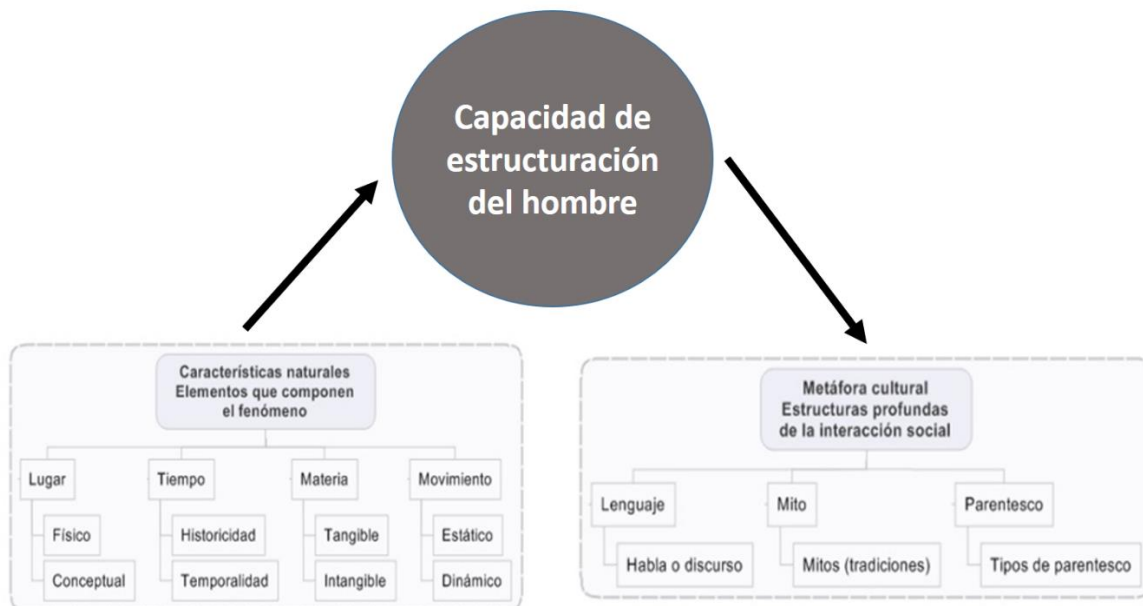 Capacidad de
estructuración
del hombre
Características naturales
Elementos que componen
el fenómeno
Lugar
Tiempo
Materia
Movimiento
Físico
Historicidad
Tangible
Estático
Conceptual
Temporalidad
Intangible
Dinámico
Metáfora cultural
Estructuras profundas
de la interacción social
Lenguaje
Mito
Parentesco
Habla o discurso
Mitos (tradiciones)
Tipos de parentesco